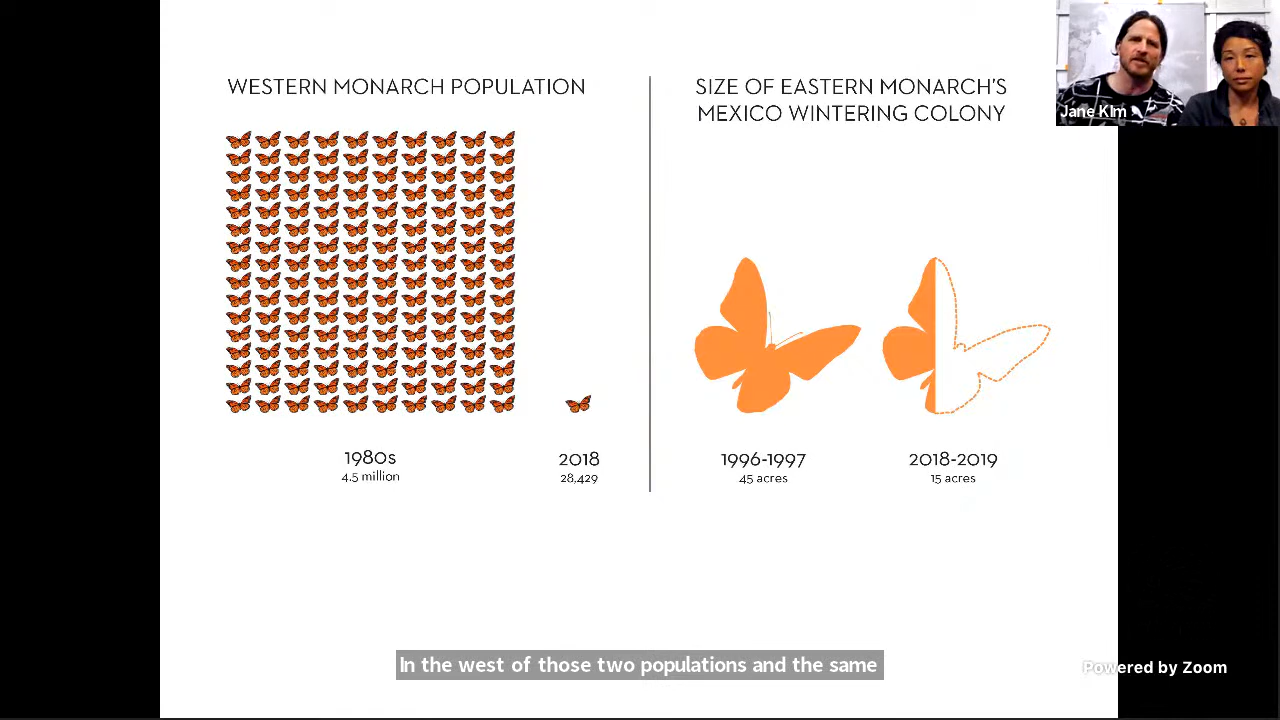 WESTERN MONARCH POPULATION
SIZE OF EASTERN MONARCH'S
MEXICO WINTERING COLONY
1980s
4.5 million
2018
28,429
1996-1997
45 acres
2018-2019
15 acres
Jane KIm
In the west of those two populations and the same
Powered by Zoom